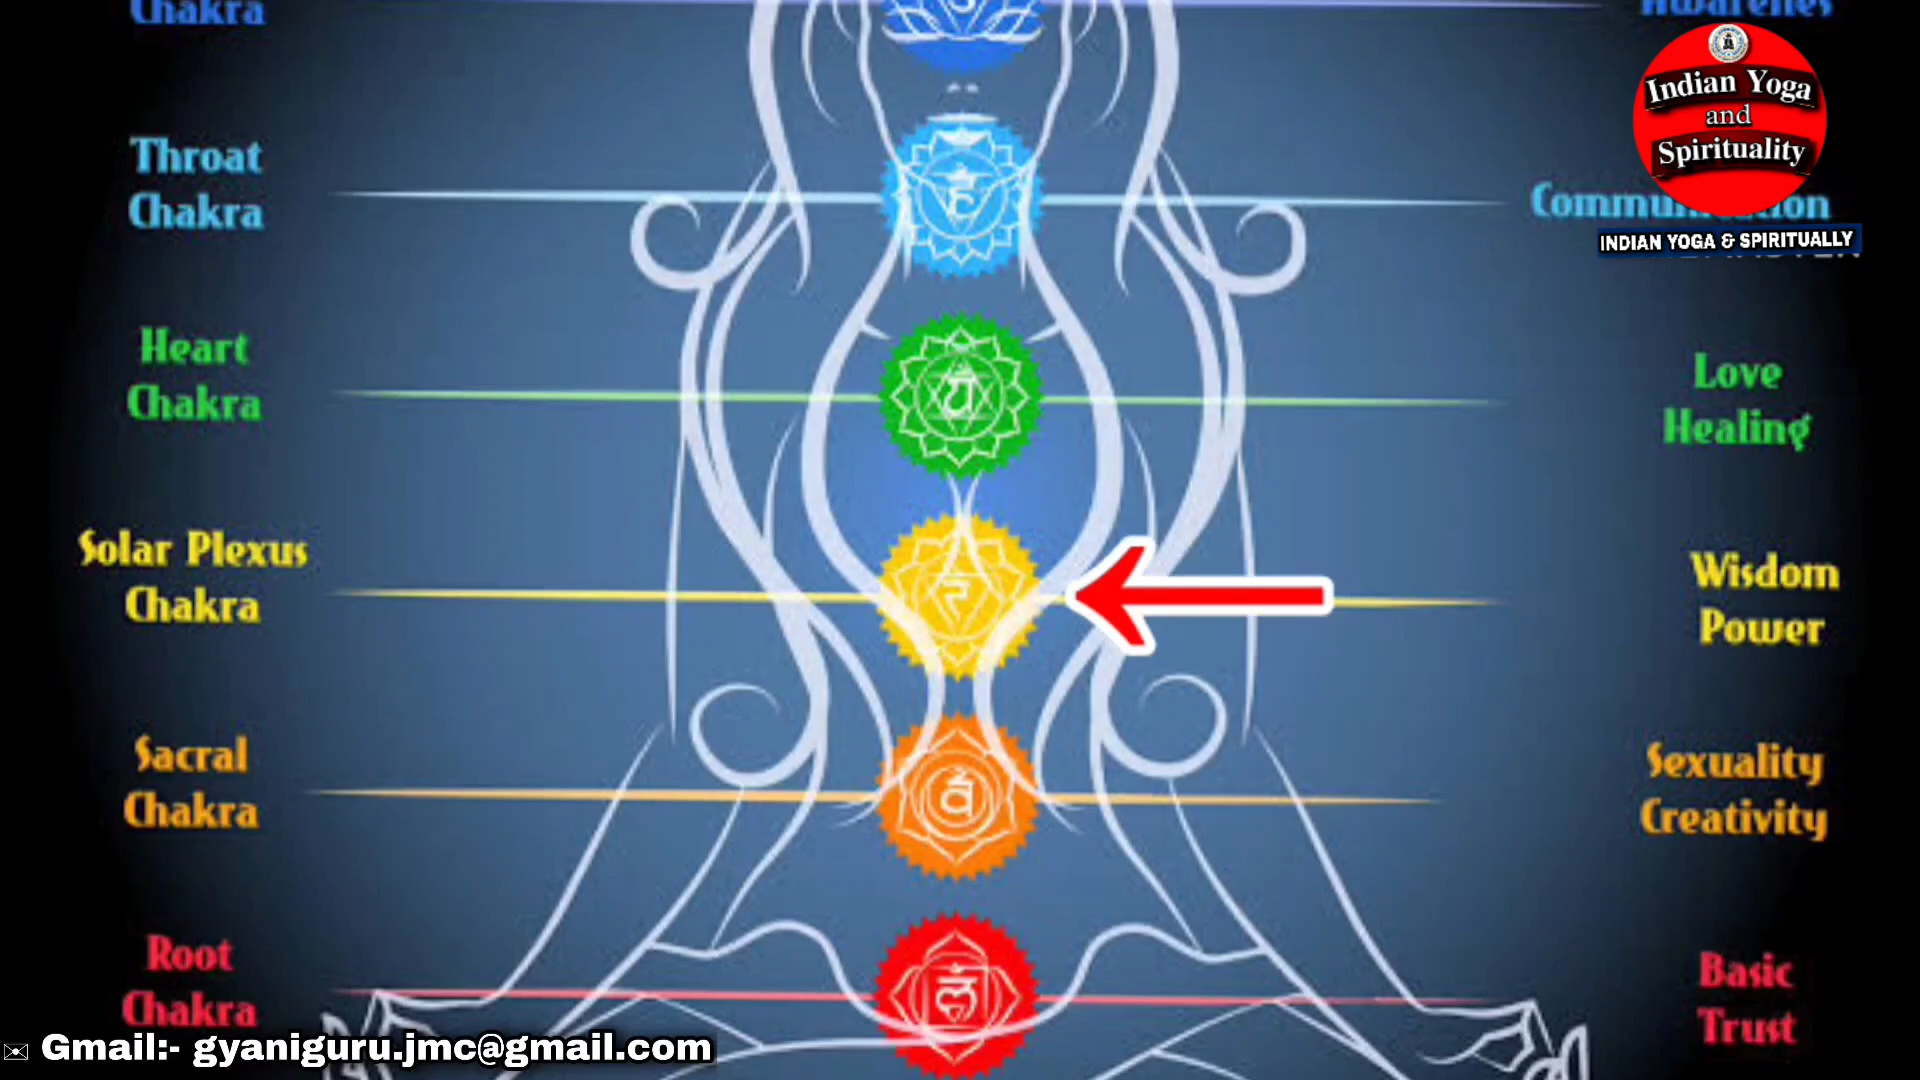 Chakra
Awarenes
Indian Yoga
and
Spirituality
INDIAN YOGA & SPIRITUALLY
Throat
Chakra
ह
Heart
Chakra
यं
Love
Healing
Solar Plexus
Chakra
रं
Wisdom
Power
Sacral
Chakra
वं
Sexuality
Creativity
Root
Chakra
लं
Basic
Trust
Gmail:- gyaniguru.jmc@gmail.com